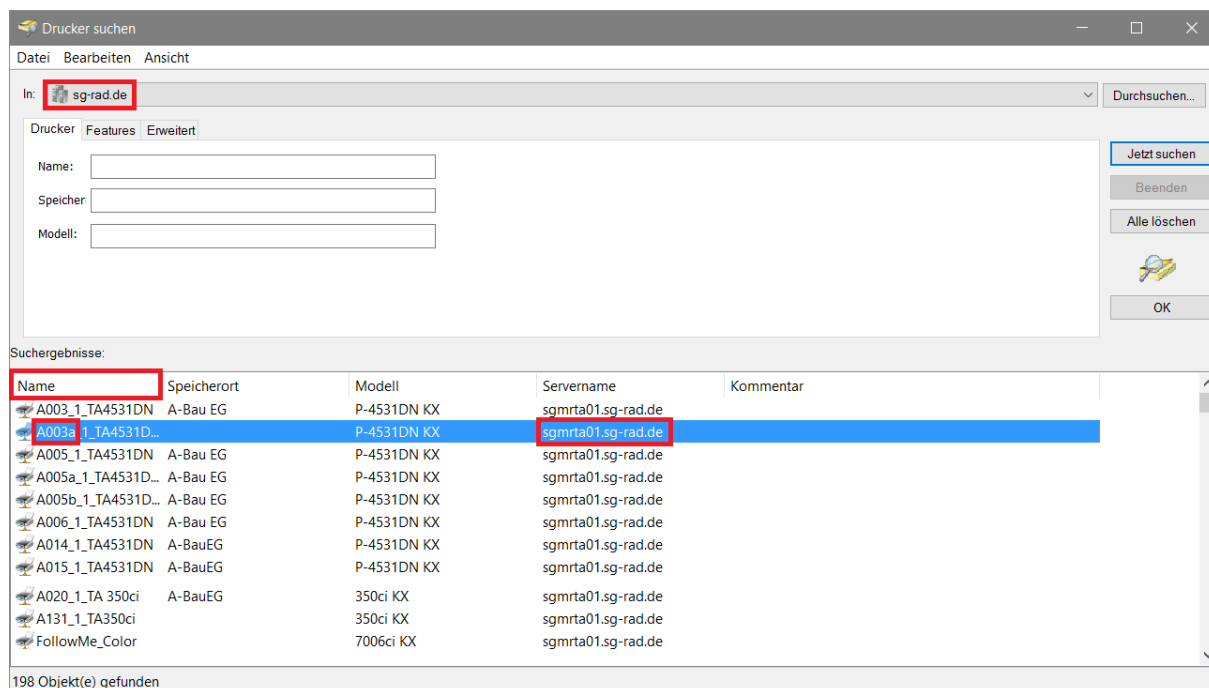 Drucker suchen
Datei Bearbeiten Ansicht
In: sg-rad.de Durchsuchen...
Drucker Features Erweitert
Jetzt suchen
Name:
Beenden
Speicher
Alle löschen
Modell:
OK
Suchergebnisse:
Name Speicherort Modell Servername Kommentar
A003_1_TA4531DN A-Bau EG P-4531DN KX sgmrta01.sg-rad.de
A003a_1_TA4531D... P-4531DN KX sgmrta01.sg-rad.de
A005_1_TA4531DN A-Bau EG P-4531DN KX sgmrta01.sg-rad.de
A005a_1_TA4531D... A-Bau EG P-4531DN KX sgmrta01.sg-rad.de
A005b_1_TA4531D... A-Bau EG P-4531DN KX sgmrta01.sg-rad.de
A006_1_TA4531DN A-Bau EG P-4531DN KX sgmrta01.sg-rad.de
A014_1_TA4531DN A-BauEG P-4531DN KX sgmrta01.sg-rad.de
A015_1_TA4531DN A-BauEG P-4531DN KX sgmrta01.sg-rad.de
A020_1_TA 350ci A-BauEG 350ci KX sgmrta01.sg-rad.de
A131_1_TA350ci 350ci KX sgmrta01.sg-rad.de
FollowMe_Color 7006ci KX sgmrta01.sg-rad.de
198 Objekt(e) gefunden